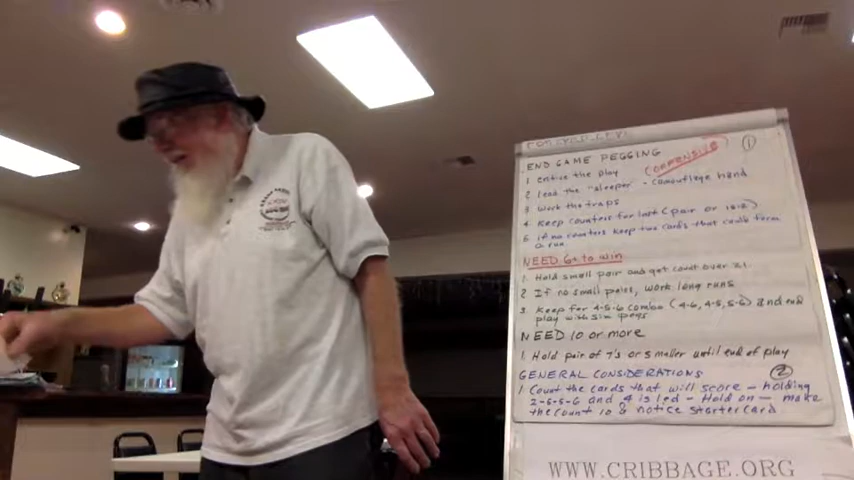 END GAME PEGGING (OFFENSIVE) 1
1 entice the play
2 lead the "sleeper" - Camouflage hand
3 Work the traps
4 Keep counters for last (pair or
5 if no counters keep two cards that could form
a run
NEED 6+ to win
1 Hold small pair and get count over 21.
2 If no small pairs, work long runs
3 Keep for 4-5-6 combo (4-6, 4-5, 5-6) and end
play with six pegs
NEED 10 or more
1 Hold pair of 7's or smaller until end of play
GENERAL CONSIDERATIONS 2
1 Count the cards that will score - holding
2-5-5-6 and 4 is led - Hold on - make
the count 10 & notice starter card
WWW.CRIBBAGE.ORG